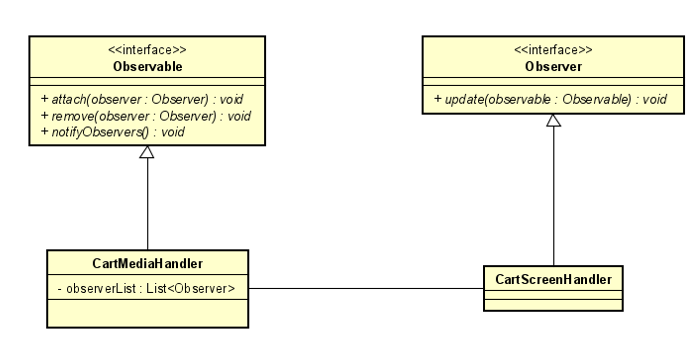 <<interface>>
Observable
+ attach(observer : Observer) : void
+ remove(observer : Observer) : void
+ notifyObservers() : void
<<interface>>
Observer
+ update(observable : Observable) : void
CartMediaHandler
- observerList : List<Observer>
CartScreenHandler